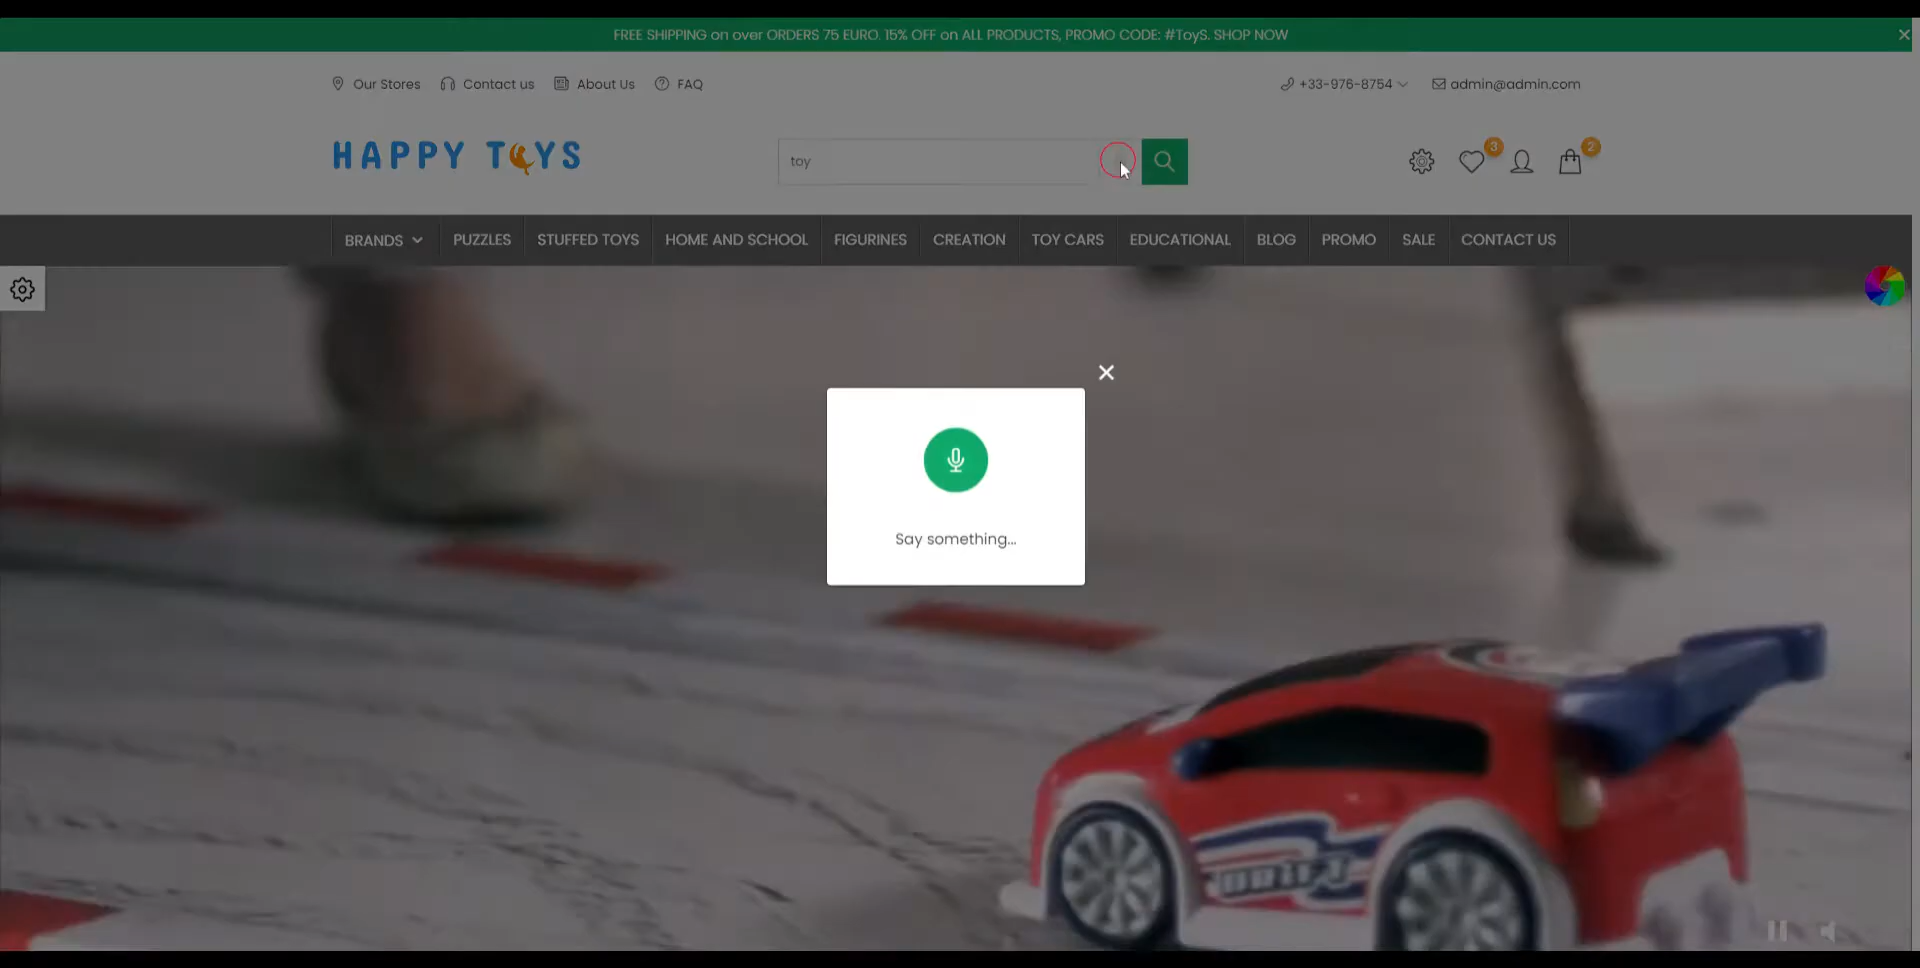 FREE SHIPPING on over ORDERS 75 EURO. 15% OFF on ALL PRODUCTS, PROMO CODE: #ToyS. SHOP NOW
Our Stores Contact us About Us FAQ +33-976-8754 admin@admin.com
HAPPY TOYS
toy
3
2
BRANDS PUZZLES STUFFED TOYS HOME AND SCHOOL FIGURINES CREATION TOY CARS EDUCATIONAL BLOG PROMO SALE CONTACT US
Say something...